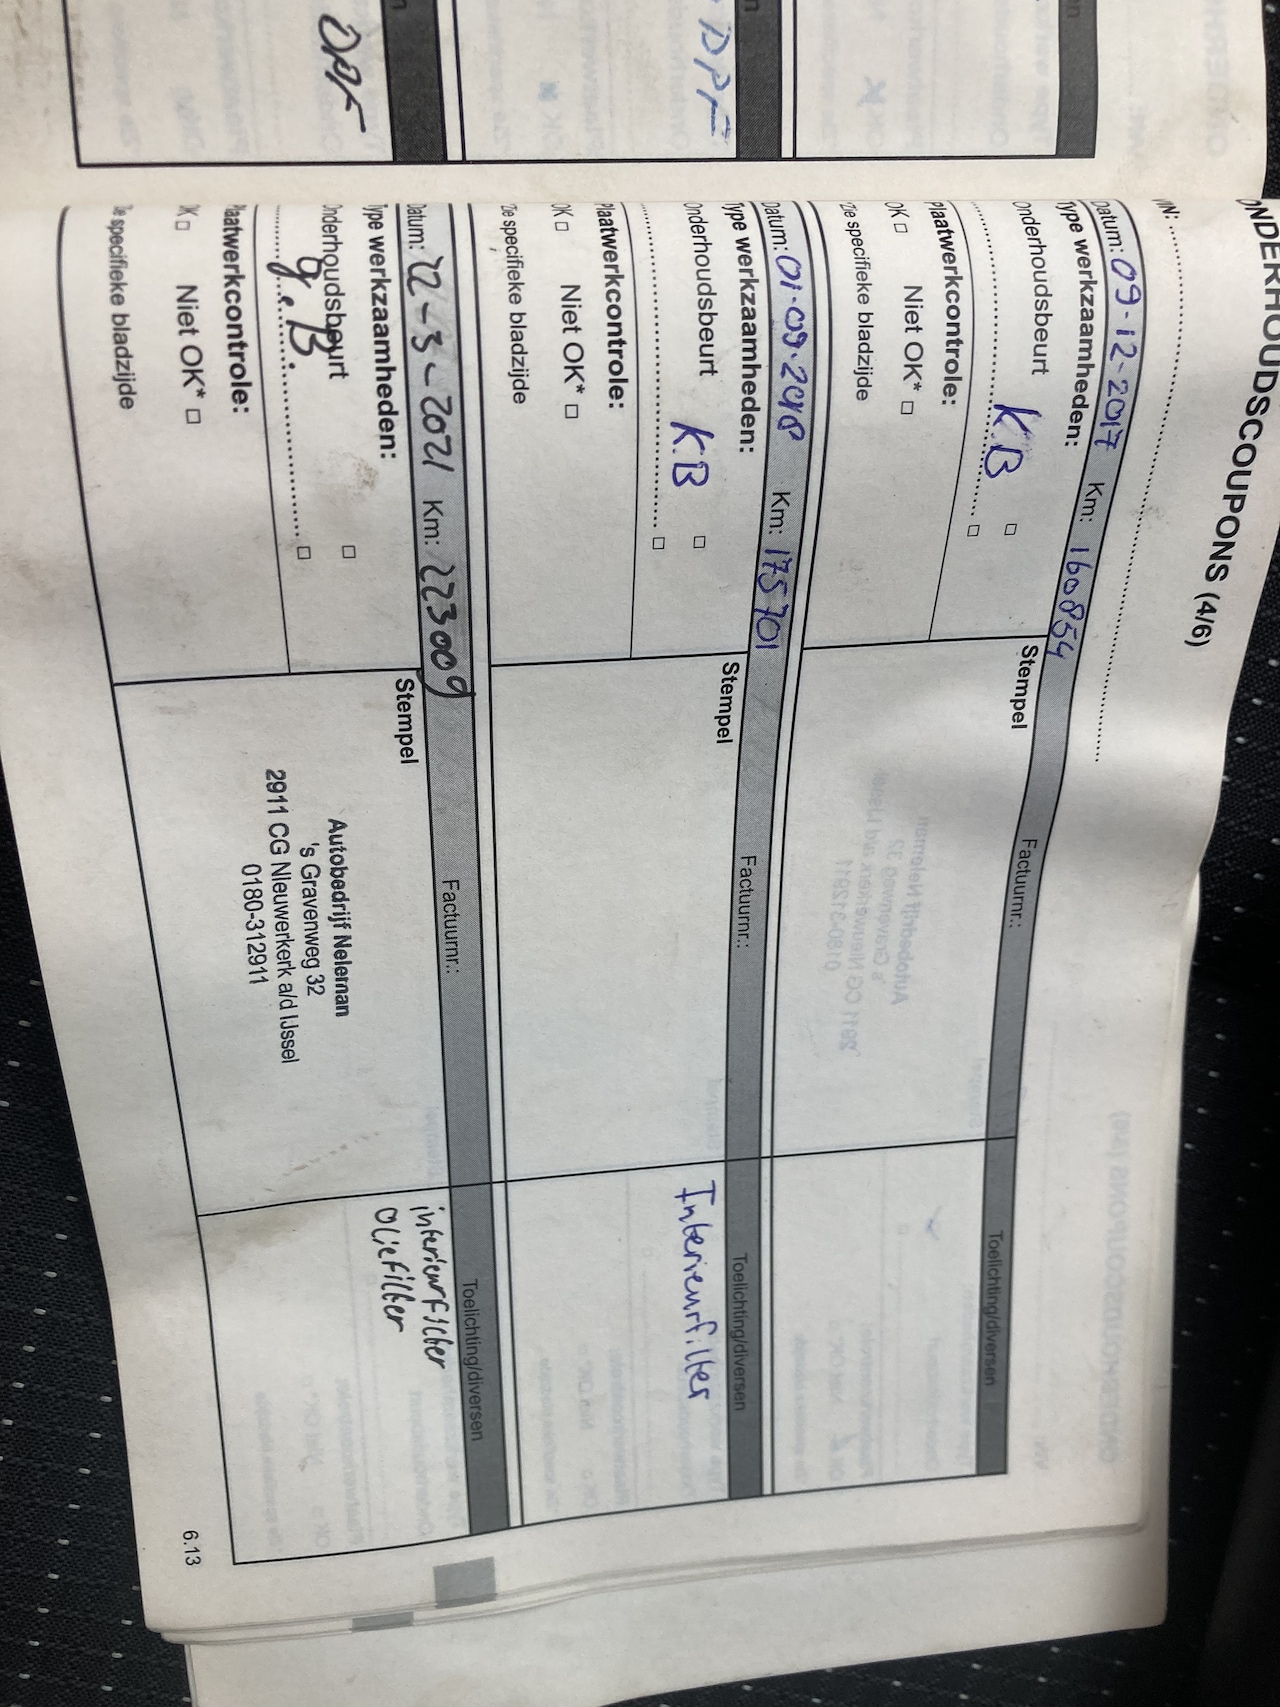 ONDERHOUDSCOUPONS (4/6)
Datum: 09-12-2017 Km: 160854 Factuurnr.: Toelichting/diversen
Type werkzaamheden: Stempel
Onderhoudsbeurt □
K.B □
Plaatwerkcontrole:
OK □ Niet OK* □
Zie specifieke bladzijde
Datum: 01-09-2018 Km: 175701 Factuurnr.: Toelichting/diversen
Type werkzaamheden: Stempel
Onderhoudsbeurt □ Interieurfilter
K.B □
Plaatwerkcontrole:
OK □ Niet OK* □
Zie specifieke bladzijde
DPF
Datum: 22-3-2021 Km: 223009 Factuurnr.: Toelichting/diversen
Type werkzaamheden: Stempel
Onderhoudsbeurt □
g.B. □
interieurfilter
oliefilter
Autobedrijf Neleman
's Gravenweg 32
2911 CG Nieuwerkerk a/d IJssel
0180-312911
Plaatwerkcontrole:
OK □ Niet OK* □
Zie specifieke bladzijde
6.13